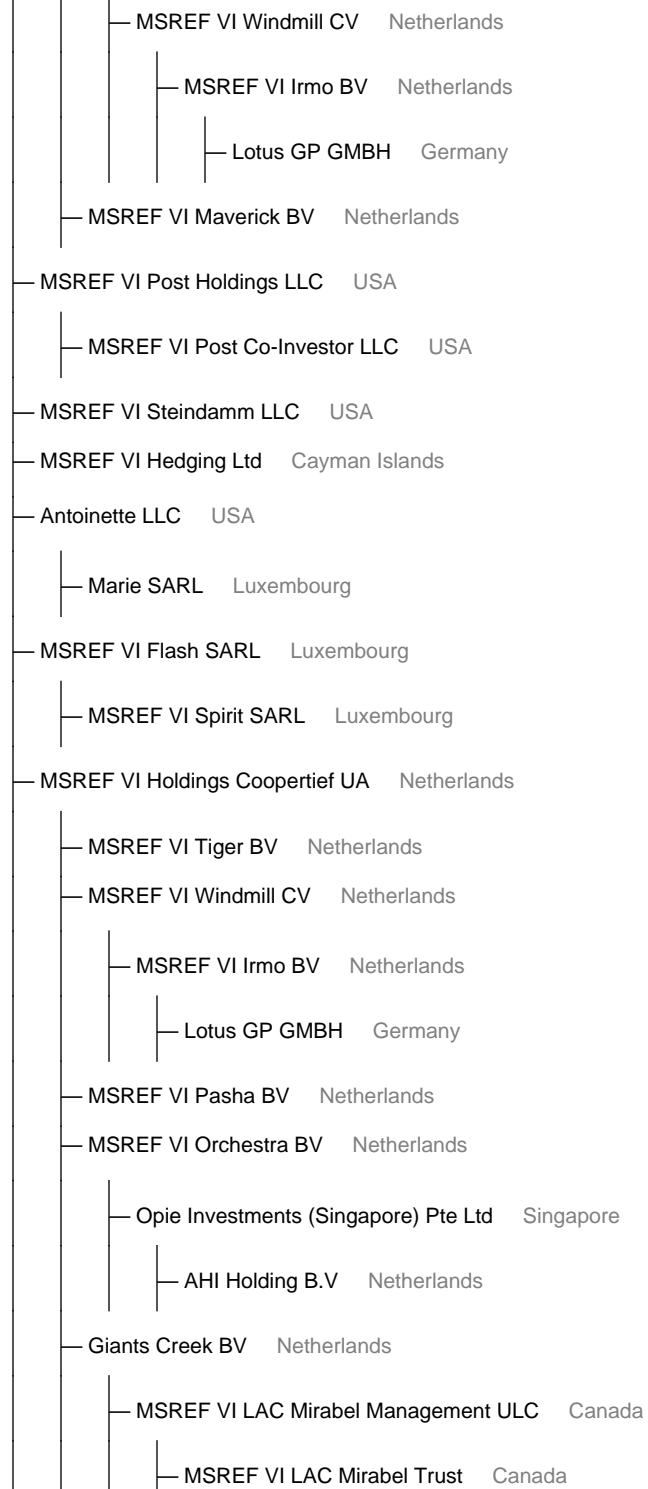 MSREF VI Windmill CV Netherlands
MSREF VI Irmo BV Netherlands
Lotus GP GMBH Germany
MSREF VI Maverick BV Netherlands
MSREF VI Post Holdings LLC USA
MSREF VI Post Co-Investor LLC USA
MSREF VI Steindamm LLC USA
MSREF VI Hedging Ltd Cayman Islands
Antoinette LLC USA
Marie SARL Luxembourg
MSREF VI Flash SARL Luxembourg
MSREF VI Spirit SARL Luxembourg
MSREF VI Holdings Coopertief UA Netherlands
MSREF VI Tiger BV Netherlands
MSREF VI Windmill CV Netherlands
MSREF VI Irmo BV Netherlands
Lotus GP GMBH Germany
MSREF VI Pasha BV Netherlands
MSREF VI Orchestra BV Netherlands
Opie Investments (Singapore) Pte Ltd Singapore
AHI Holding B.V Netherlands
Giants Creek BV Netherlands
MSREF VI LAC Mirabel Management ULC Canada
MSREF VI LAC Mirabel Trust Canada